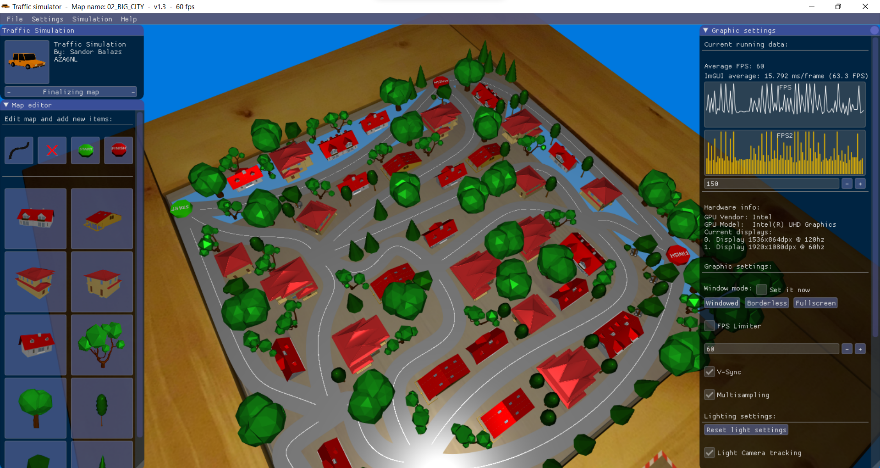 Traffic simulator - Map name: 02_BIG_CITY - v1.3 - 60 fps
File Settings Simulation Help
Traffic Simulation
Traffic Simulation
By: Sandor Balazs
AZA6NL
Finalizing map
Map editor
Edit map and add new items:
Graphic settings
Current running data:
Average FPS: 60
ImGUI average: 15.792 ms/frame (63.3 FPS)
FPS
FPS2
150
- +
Hardware info:
GPU Vendor: Intel
GPU Model: Intel(R) UHD Graphics
Current displays:
0. Display 1536x864dpx @ 120hz
1. Display 1920x1080dpx @ 60hz
Graphic settings:
Window mode: Set it now
Windowed Borderless Fullscreen
FPS Limiter
60
- +
V-Sync
Multisampling
Lighting settings:
Reset light settings
Light Camera tracking